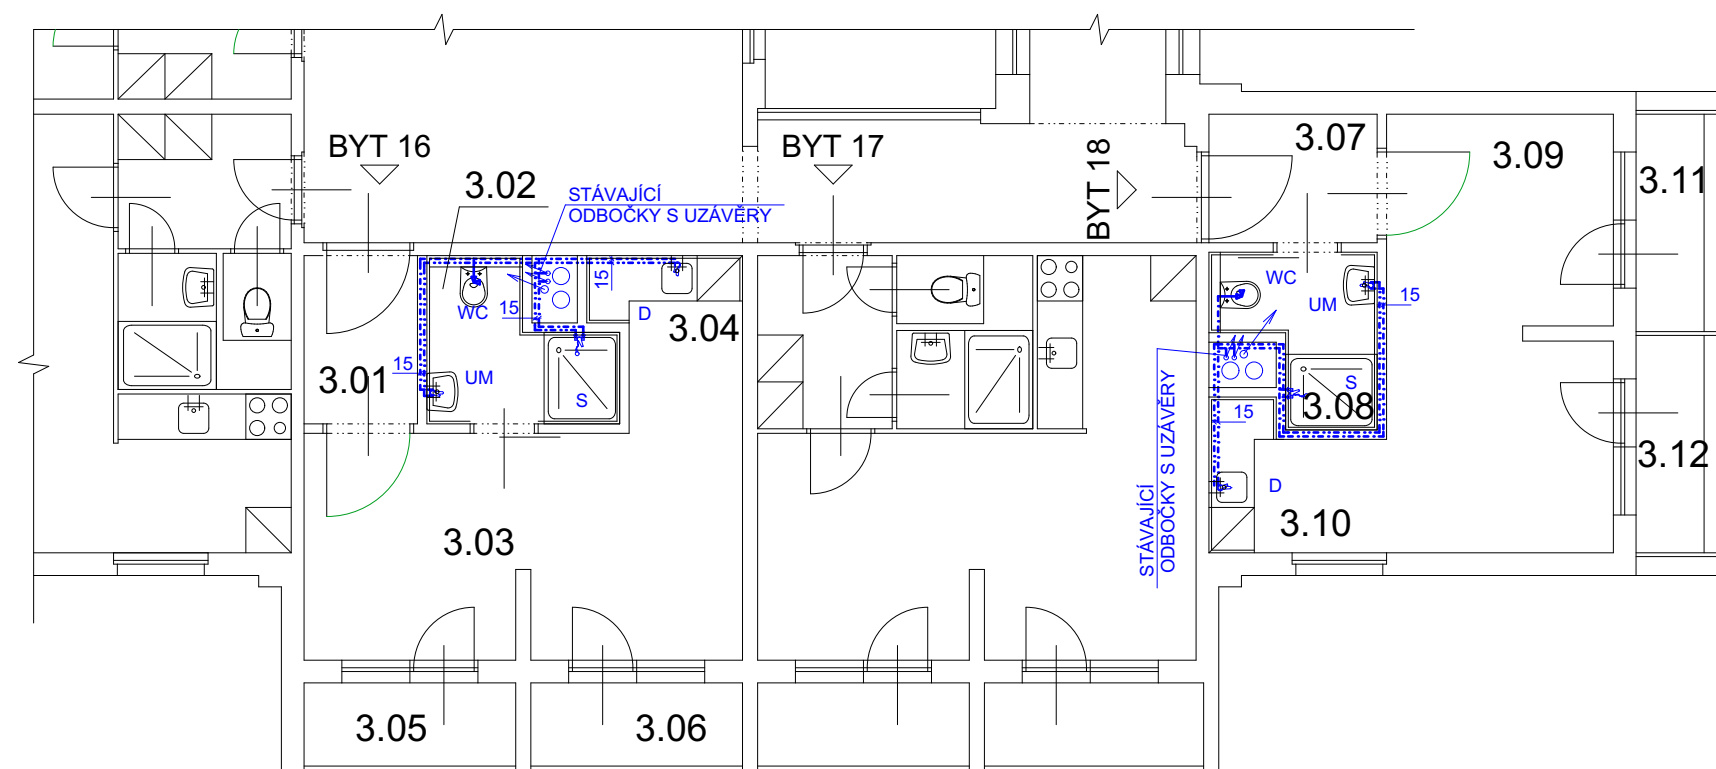 BYT 16
BYT 17
BYT 18
3.07
3.09
3.11
3.02
STÁVAJÍCÍ
ODBOČKY S UZÁVĚRY
WC
15
15
D
3.04
WC
UM
15
3.01
15
UM
S
STÁVAJÍCÍ
ODBOČKY S UZÁVĚRY
S
3.08
15
3.12
D
3.10
3.03
3.05
3.06